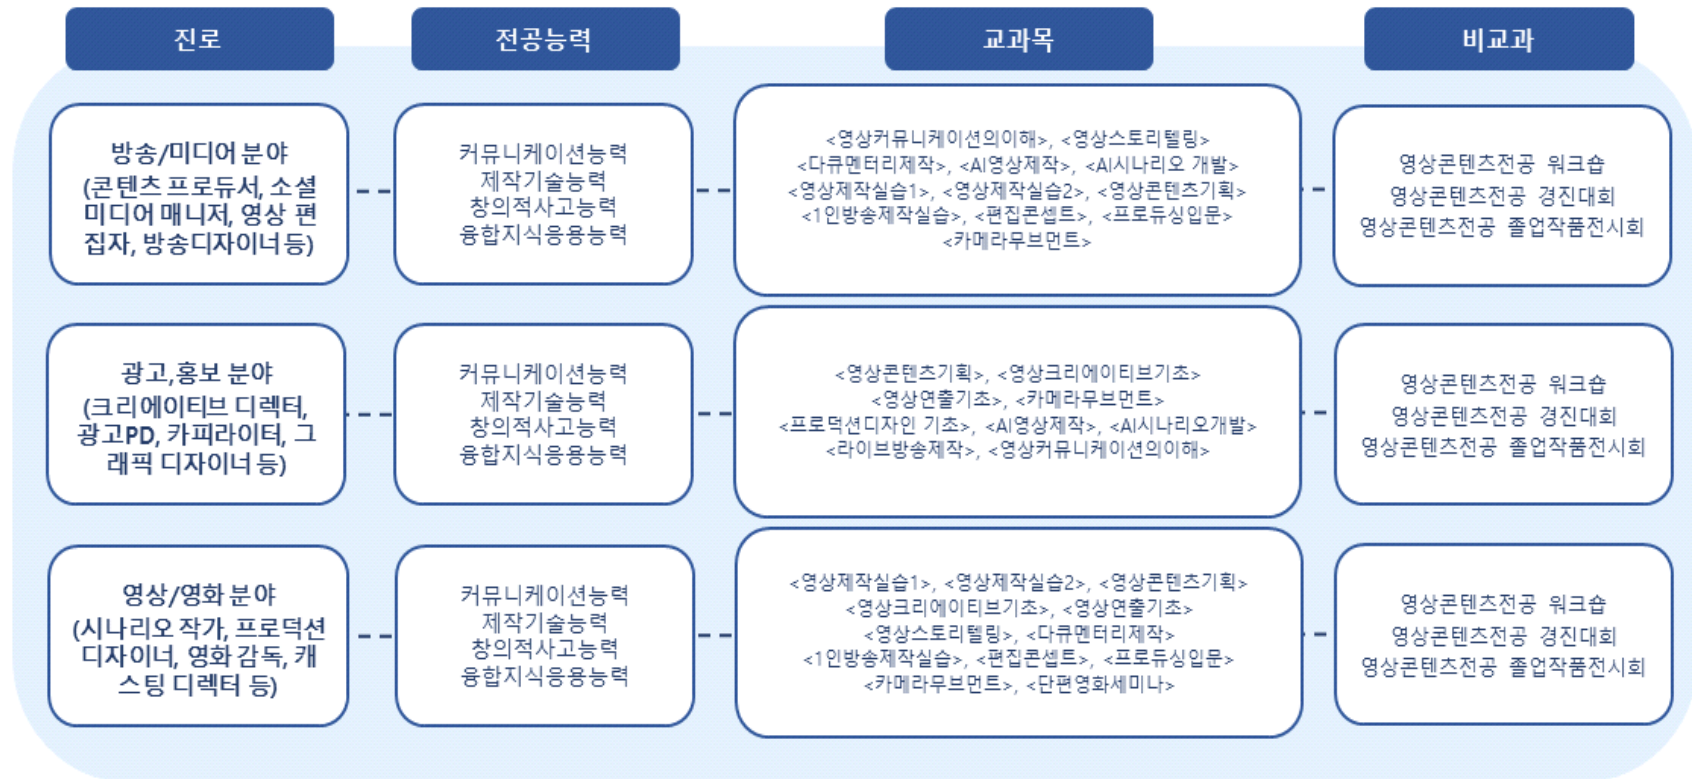 진로
전공능력
교과목
비교과
방송/미디어 분야
(콘텐츠 프로듀서, 소셜
미디어 매니저, 영상 편
집자, 방송디자이너 등)
커뮤니케이션능력
제작기술능력
창의적사고능력
융합지식응용능력
<영상커뮤니케이션의이해>, <영상스토리텔링>
<다큐멘터리제작>, <AI영상제작>, <AI시나리오 개발>
<영상제작실습1>, <영상제작실습2>, <영상콘텐츠기획>
<1인방송제작실습>, <편집콘셉트>, <프로듀싱입문>
<카메라무브먼트>
영상콘텐츠전공 워크숍
영상콘텐츠전공 경진대회
영상콘텐츠전공 졸업작품전시회
광고,홍보 분야
(크리에이티브 디렉터,
광고PD, 카피라이터, 그
래픽 디자이너 등)
커뮤니케이션능력
제작기술능력
창의적사고능력
융합지식응용능력
<영상콘텐츠기획>, <영상크리에이티브기초>
<영상연출기초>, <카메라무브먼트>
<프로덕션디자인 기초>, <AI영상제작>, <AI시나리오개발>
<라이브방송제작>, <영상커뮤니케이션의이해>
영상콘텐츠전공 워크숍
영상콘텐츠전공 경진대회
영상콘텐츠전공 졸업작품전시회
영상/영화 분야
(시나리오 작가, 프로덕션
디자이너, 영화 감독, 캐
스팅 디렉터 등)
커뮤니케이션능력
제작기술능력
창의적사고능력
융합지식응용능력
<영상제작실습1>, <영상제작실습2>, <영상콘텐츠기획>
<영상크리에이티브기초>, <영상연출기초>
<영상스토리텔링>, <다큐멘터리제작>
<1인방송제작실습>, <편집콘셉트>, <프로듀싱입문>
<카메라무브먼트>, <단편영화세미나>
영상콘텐츠전공 워크숍
영상콘텐츠전공 경진대회
영상콘텐츠전공 졸업작품전시회